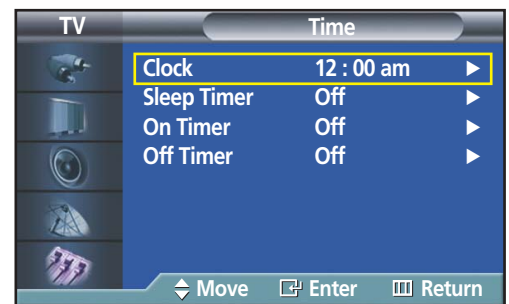 TV Time
Clock 12 : 00 am ►
Sleep Timer Off ►
On Timer Off ►
Off Timer Off ►
Move Enter Return